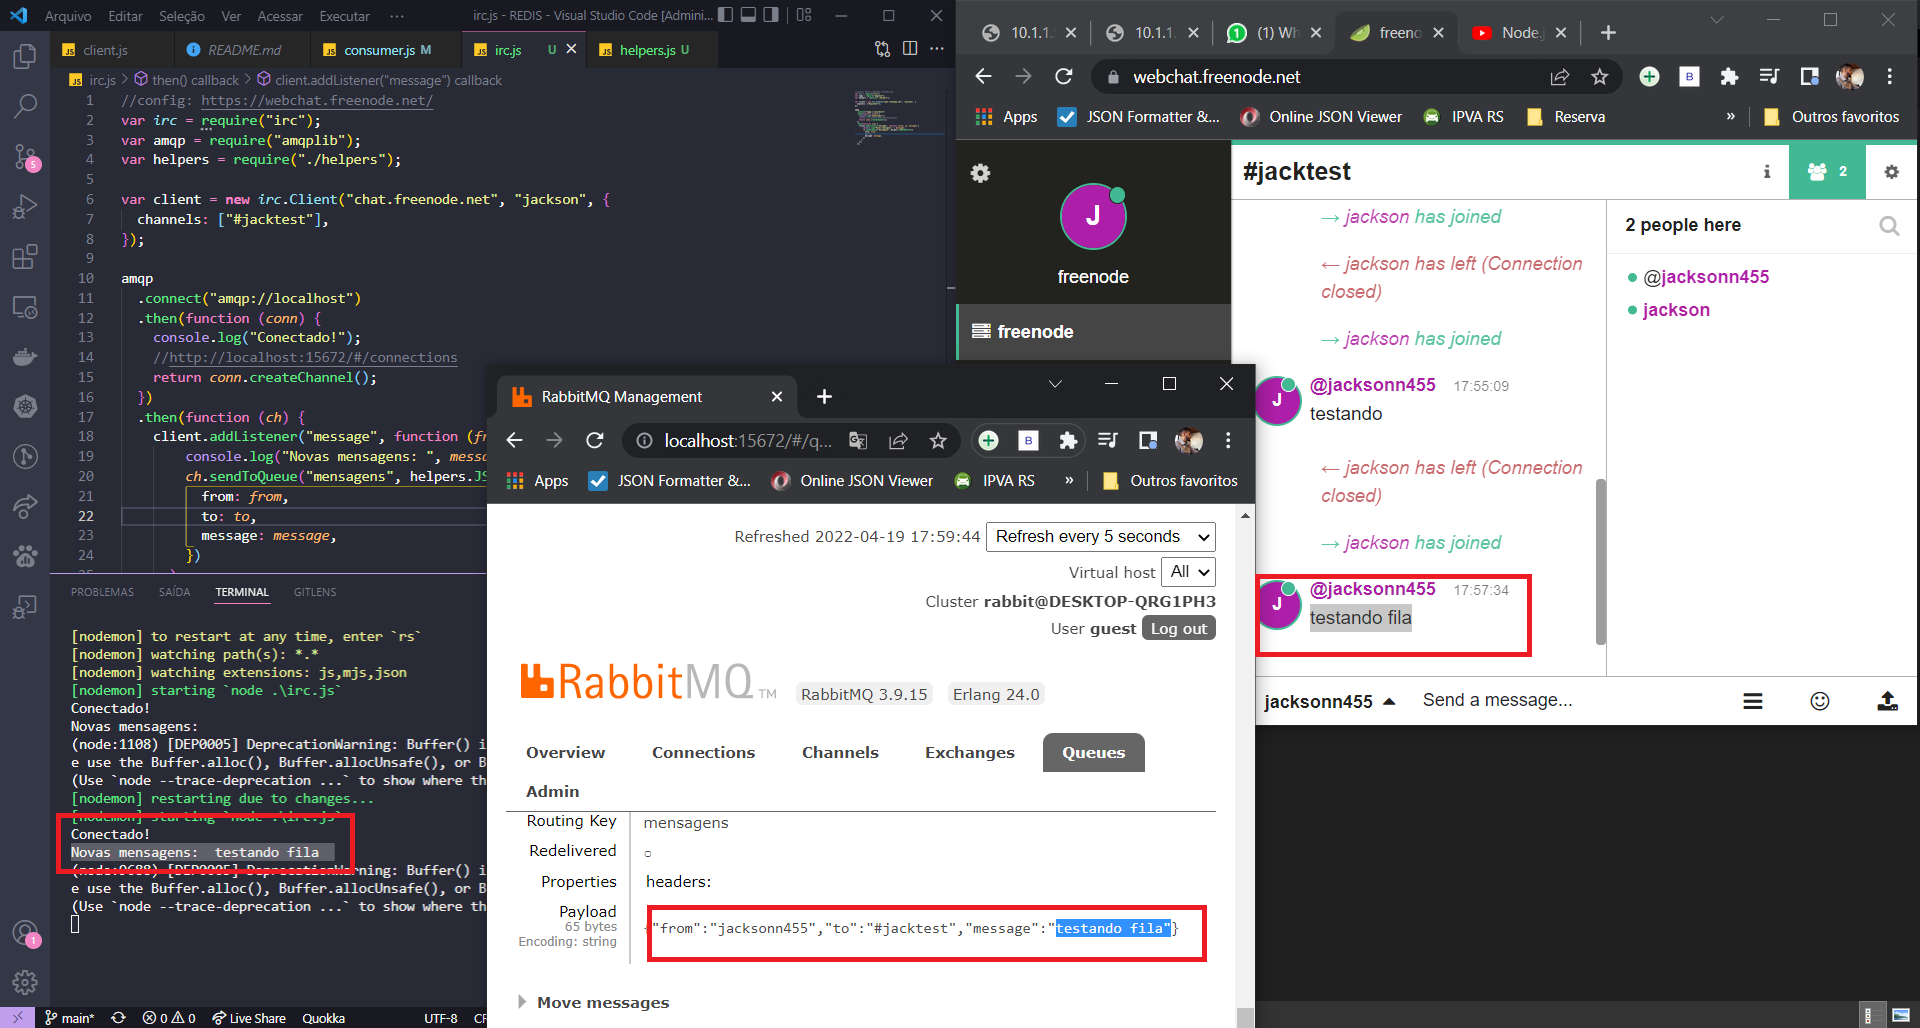 Arquivo Editar Seleção Ver Acessar Executar ··· irc.js - REDIS - Visual Studio Code [Admini...
client.js README.md consumer.js M irc.js U helpers.js U
irc.js > then() callback > client.addListener("message") callback
1 //config: https://webchat.freenode.net/
2 var irc = require("irc");
3 var amqp = require("amqplib");
4 var helpers = require("./helpers");
5
6 var client = new irc.Client("chat.freenode.net", "jackson", {
7 channels: ["#jacktest"],
8 });
9
10 amqp
11 .connect("amqp://localhost")
12 .then(function (conn) {
13 console.log("Conectado!");
14 //http://localhost:15672/#/connections
15 return conn.createChannel();
16 })
17 .then(function (ch) {
18 client.addListener("message", function (fr
19 console.log("Novas mensagens: ", messa
20 ch.sendToQueue("mensagens", helpers.JS
21 from: from,
22 to: to,
23 message: message,
24 })
PROBLEMAS SAÍDA TERMINAL GITLENS
[nodemon] to restart at any time, enter `rs`
[nodemon] watching path(s): *.*
[nodemon] watching extensions: js,mjs,json
[nodemon] starting `node .\irc.js`
Conectado!
Novas mensagens:
(node:1108) [DEP0005] DeprecationWarning: Buffer() i
e use the Buffer.alloc(), Buffer.allocUnsafe(), or B
(Use `node --trace-deprecation ...` to show where th
[nodemon] restarting due to changes...
[nodemon] starting `node .\irc.js`
Conectado!
Novas mensagens: testando fila
[DEP0005] DeprecationWarning: Buffer() i
e use the Buffer.alloc(), Buffer.allocUnsafe(), or B
(Use `node --trace-deprecation ...` to show where th
5
1
main* 0 0 Live Share Quokka UTF-8
10.1.1. 10.1.1. (1) Wh freeno Node.j
webchat.freenode.net
Apps JSON Formatter &... Online JSON Viewer IPVA RS Reserva » Outros favoritos
J
freenode
freenode
#jacktest
2
→ jackson has joined
← jackson has left (Connection
closed)
→ jackson has joined
J
@jacksonn455 17:55:09
testando
← jackson has left (Connection
closed)
→ jackson has joined
J
@jacksonn455 17:57:34
testando fila
2 people here
@jacksonn455
jackson
jacksonn455 Send a message...
RabbitMQ Management
localhost:15672/#/q...
Apps JSON Formatter &... Online JSON Viewer IPVA RS » Outros favoritos
Refreshed 2022-04-19 17:59:44 Refresh every 5 seconds
Virtual host All
Cluster rabbit@DESKTOP-QRG1PH3
User guest Log out
RabbitMQ TM RabbitMQ 3.9.15 Erlang 24.0
Overview Connections Channels Exchanges Queues
Admin
Routing Key mensagens
Redelivered ○
Properties headers:
Payload
65 bytes
Encoding: string
{"from":"jacksonn455","to":"#jacktest","message":"testando fila"}
Move messages